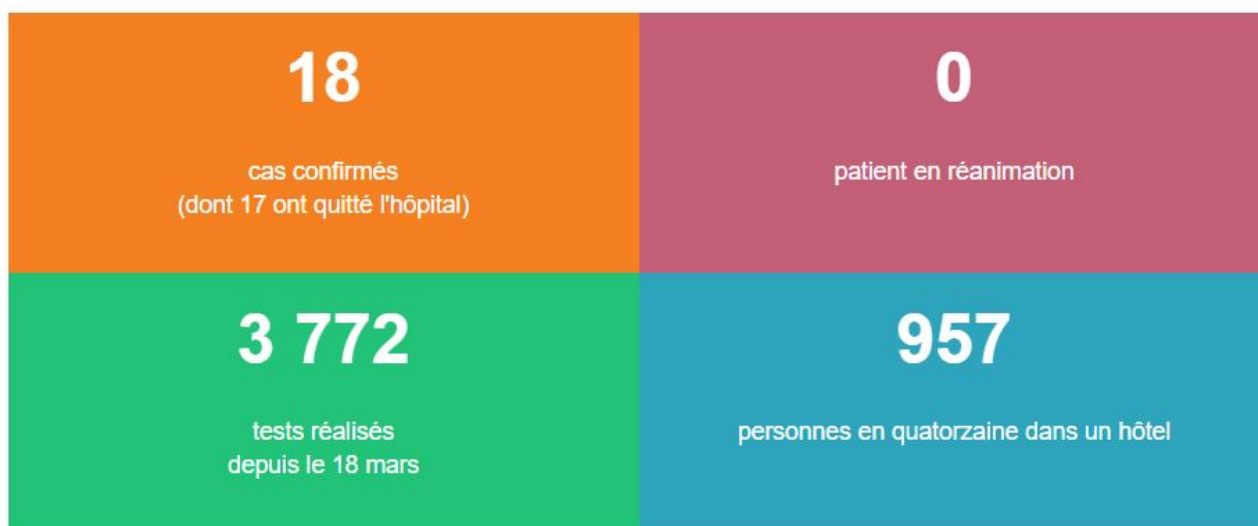 18
cas confirmés
(dont 17 ont quitté l'hôpital)
0
patient en réanimation
3 772
tests réalisés
depuis le 18 mars
957
personnes en quatorzaine dans un hôtel